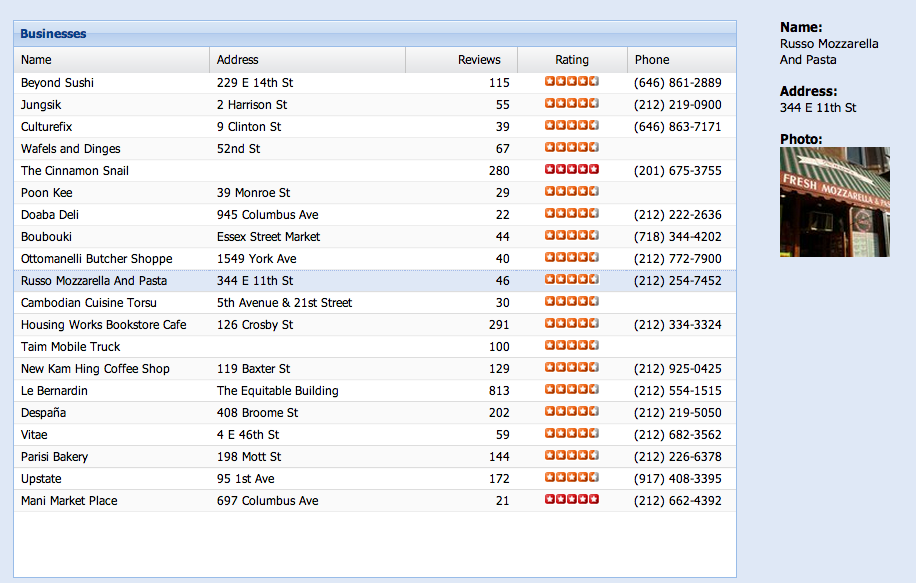 Businesses
Name Address Reviews Rating Phone
Beyond Sushi 229 E 14th St 115 (646) 861-2889
Jungsik 2 Harrison St 55 (212) 219-0900
Culturefix 9 Clinton St 39 (646) 863-7171
Wafels and Dinges 52nd St 67
The Cinnamon Snail 280 (201) 675-3755
Poon Kee 39 Monroe St 29
Doaba Deli 945 Columbus Ave 22 (212) 222-2636
Boubouki Essex Street Market 44 (718) 344-4202
Ottomanelli Butcher Shoppe 1549 York Ave 40 (212) 772-7900
Russo Mozzarella And Pasta 344 E 11th St 46 (212) 254-7452
Cambodian Cuisine Torsu 5th Avenue & 21st Street 30
Housing Works Bookstore Cafe 126 Crosby St 291 (212) 334-3324
Taim Mobile Truck 100
New Kam Hing Coffee Shop 119 Baxter St 129 (212) 925-0425
Le Bernardin The Equitable Building 813 (212) 554-1515
Despaña 408 Broome St 202 (212) 219-5050
Vitae 4 E 46th St 59 (212) 682-3562
Parisi Bakery 198 Mott St 144 (212) 226-6378
Upstate 95 1st Ave 172 (917) 408-3395
Mani Market Place 697 Columbus Ave 21 (212) 662-4392
Name:
Russo Mozzarella
And Pasta
Address:
344 E 11th St
Photo:
FRESH MOZZARELLA & PA